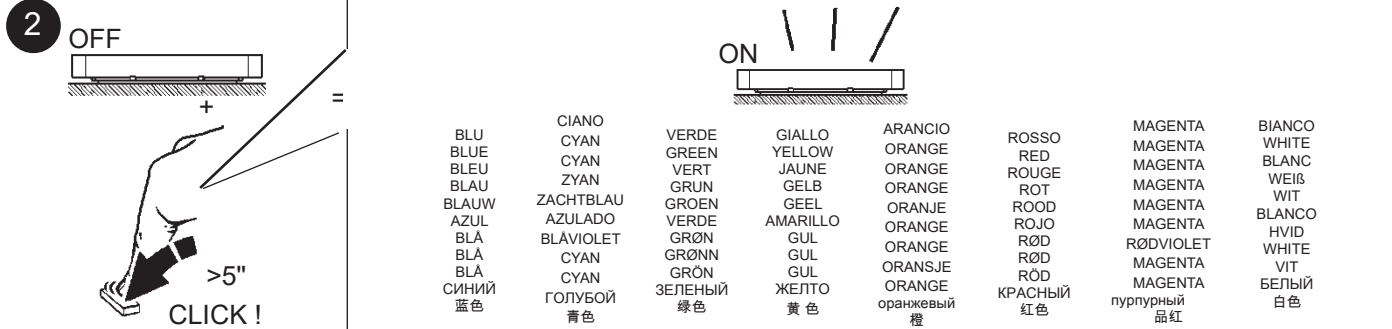 2
OFF
+
=
>5"
CLICK !
ON
BLU
BLUE
BLEU
BLAU
BLAUW
AZUL
BLÅ
BLÅ
BLÅ
СИНИЙ
蓝色
CIANO
CYAN
CYAN
ZYAN
ZACHTBLAU
AZULADO
BLÅVIOLET
CYAN
CYAN
ГОЛУБОЙ
青色
VERDE
GREEN
VERT
GRUN
GROEN
VERDE
GRØN
GRØNN
GRÖN
ЗЕЛЕНЫЙ
绿色
GIALLO
YELLOW
JAUNE
GELB
GEEL
AMARILLO
GUL
GUL
GUL
ЖЕЛТО
黄 色
ARANCIO
ORANGE
ORANGE
ORANGE
ORANJE
ORANGE
ORANGE
ORANSJE
ORANGE
оранжевый
橙
ROSSO
RED
ROUGE
ROT
ROOD
ROJO
RØD
RØD
RÖD
КРАСНЫЙ
红色
MAGENTA
MAGENTA
MAGENTA
MAGENTA
MAGENTA
MAGENTA
RØDVIOLET
MAGENTA
MAGENTA
пурпурный
品红
BIANCO
WHITE
BLANC
WEIß
WIT
BLANCO
HVID
WHITE
VIT
БЕЛЫЙ
白色